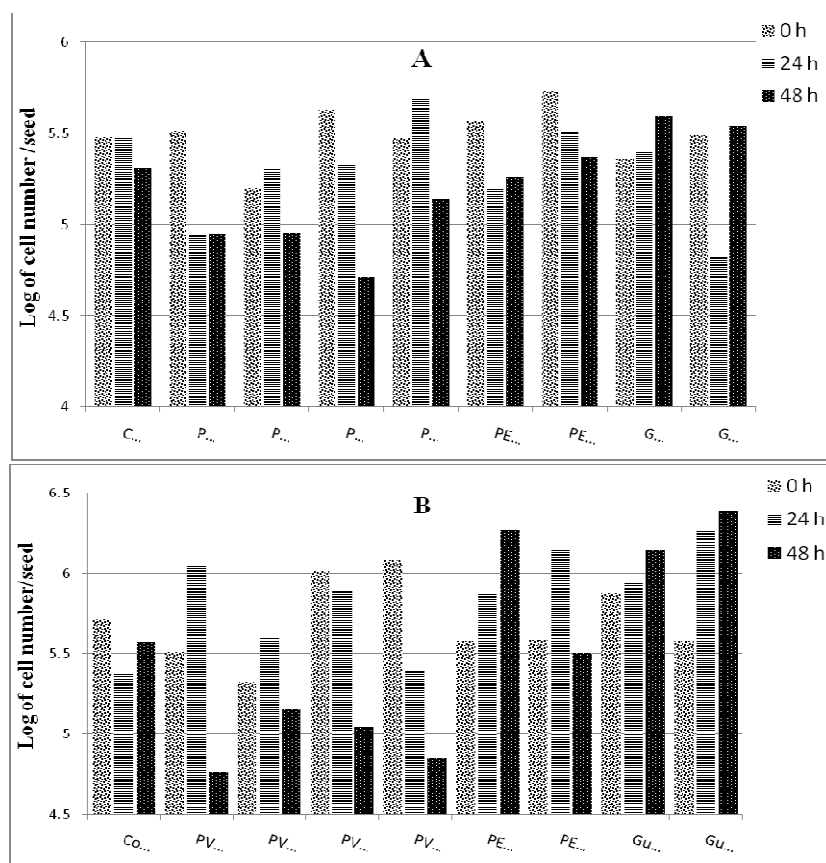 A
0 h
24 h
48 h
Log of cell number/seed
6
5.5
5
4.5
4
C... P... P... P... P... PE... PE... G... G...
B
0 h
24 h
48 h
Log of cell number/seed
6.5
6
5.5
5
4.5
Co... PV... PV... PV... PV... PE... PE... Gu... Gu...